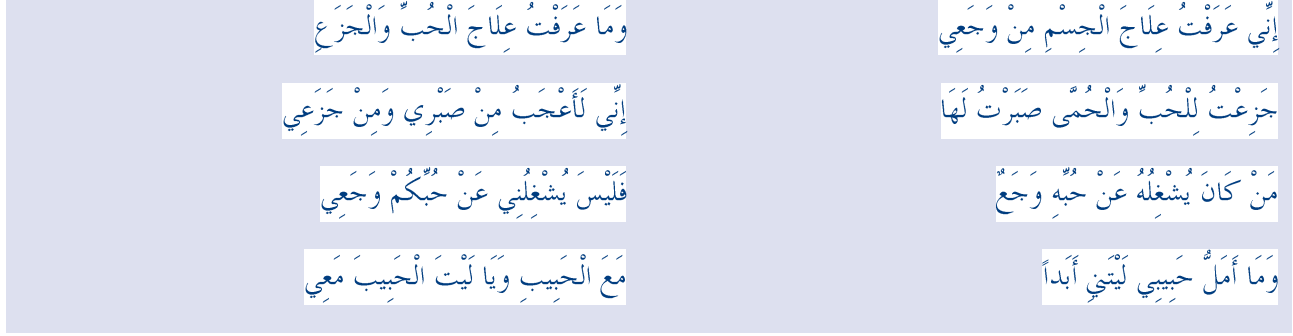 إِنِّي عَرَفْتُ عِلَاجَ الْجِسْمِ مِنْ وَجَعِي وَمَا عَرَفْتُ عِلَاجَ الْحُبِّ وَالْجَزَعِ
جَزِعْتُ لِلْحُبِّ وَالْحُمَّى صَبَرْتُ لَهَا إِنِّي لَأَعْجَبُ مِنْ صَبْرِي وَمِنْ جَزَعِي
مَنْ كَانَ يُشْغِلُهُ عَنْ حُبِّهِ وَجَعٌ فَلَيْسَ يُشْغِلُنِي عَنْ حُبِّكُمْ وَجَعِي
وَمَا أَمَلُّ حَبِيبِي لَيْتَنِي أَبَداً مَعَ الْحَبِيبِ وَيَا لَيْتَ الْحَبِيبَ مَعِي